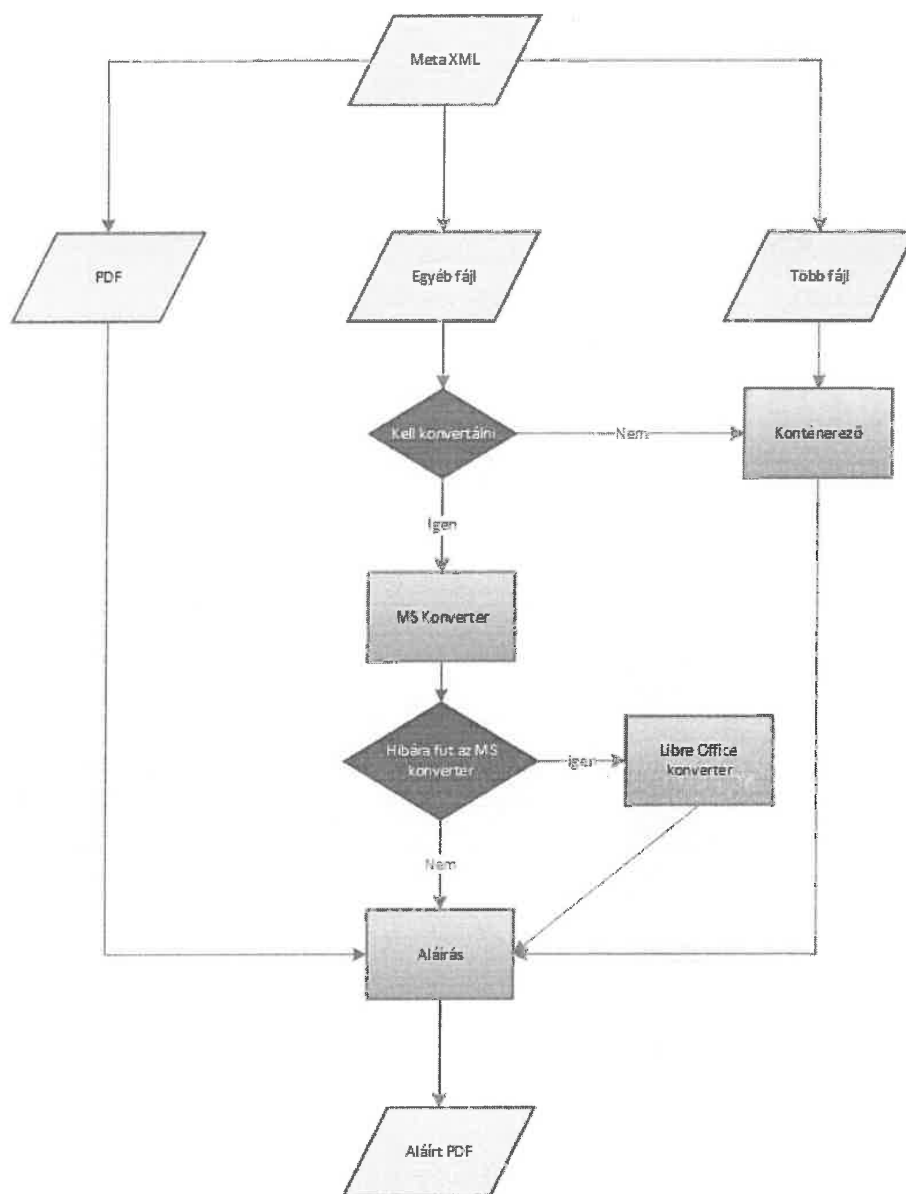 Meta XML
PDF
Egyéb fájl
Több fájl
Kell konvertálni
Nem
Konténerező
Igen
MS Konverter
Hibára fut az MS
konverter
igen
Libre Office
konverter
Nem
Aláírás
Aláírt PDF